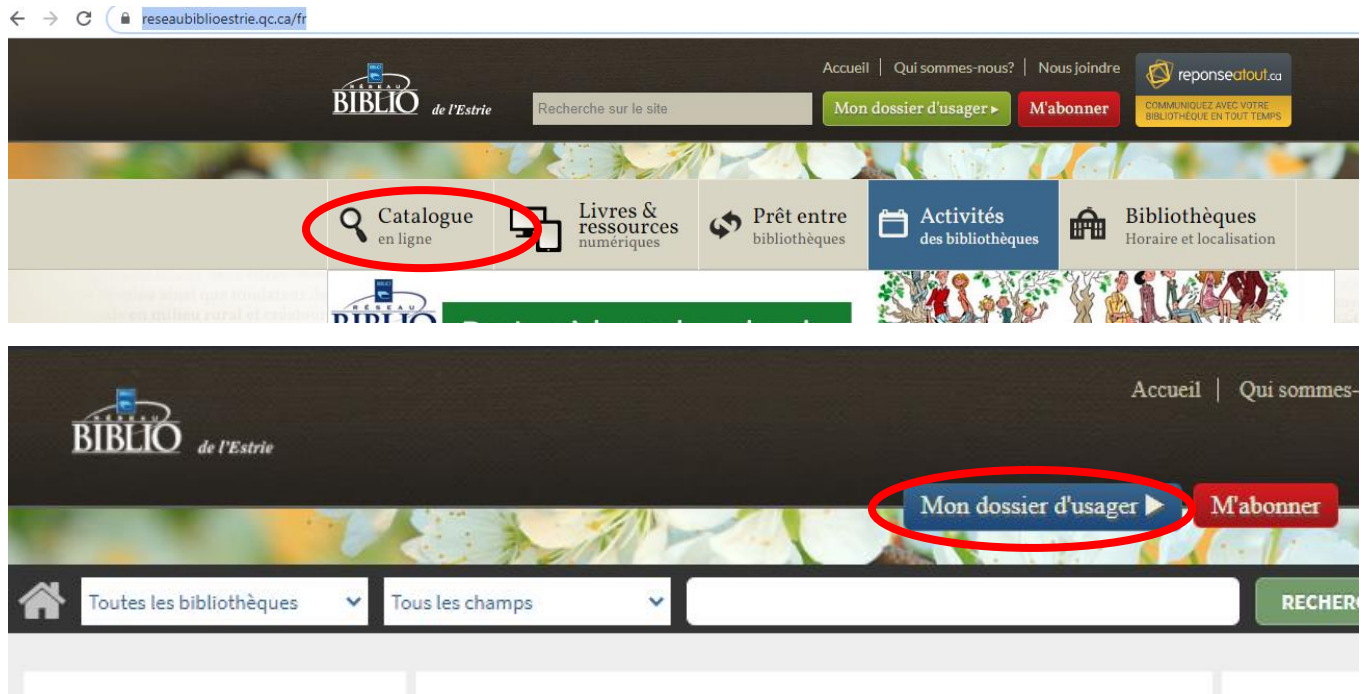 reseaubiblioestrie.qc.ca/fr
Accueil | Qui sommes-nous? | Nous joindre
reponseatout.ca
COMMUNIQUEZ AVEC VOTRE
BIBLIOTHÈQUE EN TOUT TEMPS
RÉSEAU
BIBLIO de l'Estrie
Recherche sur le site
Mon dossier d'usager ▸
M'abonner
Catalogue
en ligne
Livres &
ressources
numériques
Prêt entre
bibliothèques
Activités
des bibliothèques
Bibliothèques
Horaire et localisation
RÉSEAU
BIBLIO
Accueil | Qui sommes-
RÉSEAU
BIBLIO de l'Estrie
Mon dossier d'usager ▶
M'abonner
Toutes les bibliothèques
Tous les champs
RECHER